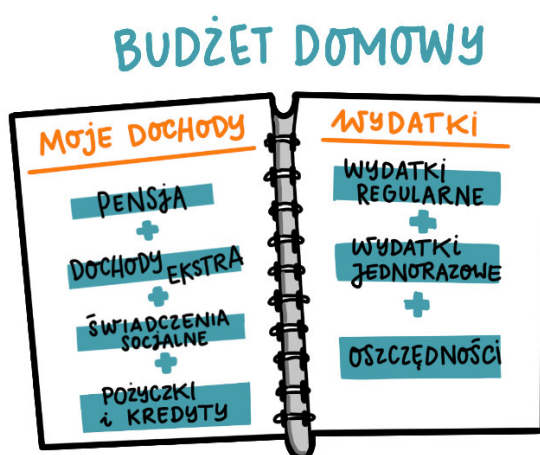 BUDŻET DOMOWY
MOJE DOCHODY
PENSJA
+
DOCHODY EKSTRA
+
ŚWIADCZENIA
SOCJALNE
+
POŻYCZKI
i KREDYTY
WYDATKI
WYDATKI
REGULARNE
+
WYDATKI
JEDNORAZOWE
+
OSZCZĘDNOŚCI